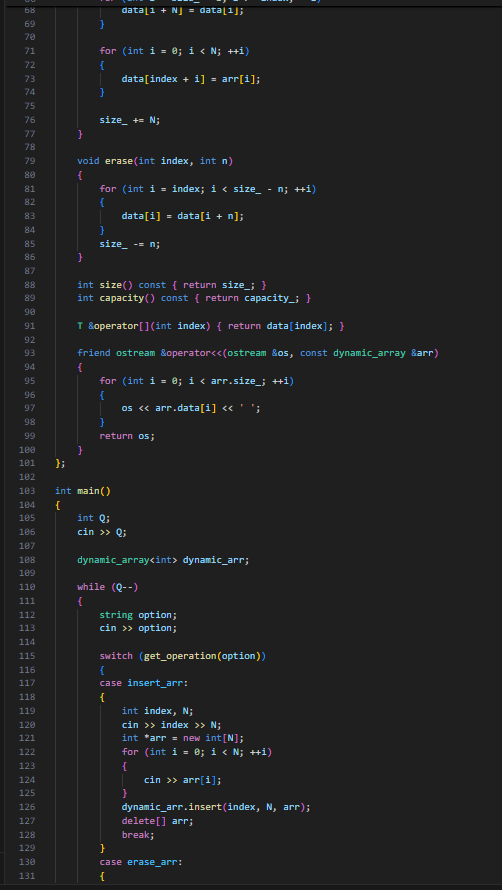 68 data[i + N] = data[i];
69 }
70
71 for (int i = 0; i < N; ++i)
72 {
73 data[index + i] = arr[i];
74 }
75
76 size_ += N;
77 }
78
79 void erase(int index, int n)
80 {
81 for (int i = index; i < size_ - n; ++i)
82 {
83 data[i] = data[i + n];
84 }
85 size_ -= n;
86 }
87
88 int size() const { return size_; }
89 int capacity() const { return capacity_; }
90
91 T &operator[](int index) { return data[index]; }
92
93 friend ostream &operator<<(ostream &os, const dynamic_array &arr)
94 {
95 for (int i = 0; i < arr.size_; ++i)
96 {
97 os << arr.data[i] << ' ';
98 }
99 return os;
100 }
101 };
102
103 int main()
104 {
105 int Q;
106 cin >> Q;
107
108 dynamic_array<int> dynamic_arr;
109
110 while (Q--)
111 {
112 string option;
113 cin >> option;
114
115 switch (get_operation(option))
116 {
117 case insert_arr:
118 {
119 int index, N;
120 cin >> index >> N;
121 int *arr = new int[N];
122 for (int i = 0; i < N; ++i)
123 {
124 cin >> arr[i];
125 }
126 dynamic_arr.insert(index, N, arr);
127 delete[] arr;
128 break;
129 }
130 case erase_arr:
131 {